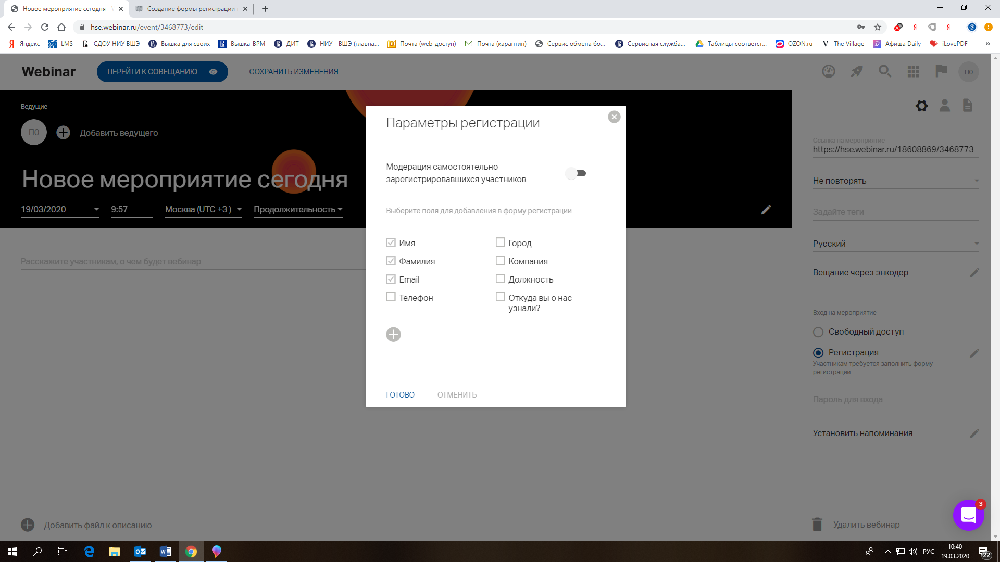 Новое мероприятие сегодня -
Создание формы регистрации
hse.webinar.ru/event/3468773/edit
Яндекс
LMS
СДОУ НИУ ВШЭ
Вышка для своих
Вышка-BPM
ДИТ
НИУ - ВШЭ (главна...
Почта (web-доступ)
Почта (карантин)
Сервис обмена бо...
Сервисная служба...
Таблицы соответст...
OZON.ru
The Village
Афиша Daily
iLovePDF
Webinar
ПЕРЕЙТИ К СОВЕЩАНИЮ
СОХРАНИТЬ ИЗМЕНЕНИЯ
П0
Ведущие
П0
Добавить ведущего
Новое мероприятие сегодня
19/03/2020
9:57
Москва (UTC +3 )
Продолжительность
Расскажите участникам, о чем будет вебинар
Добавить файл к описанию
Параметры регистрации
Модерация самостоятельно
зарегистрировавшихся участников
Выберите поля для добавления в форму регистрации
Имя
Фамилия
Email
Телефон
Город
Компания
Должность
Откуда вы о нас
узнали?
ГОТОВО
ОТМЕНИТЬ
Ссылка на мероприятие
https://hse.webinar.ru/18608869/3468773
Не повторять
Задайте теги
Русский
Вещание через энкодер
Вход на мероприятие
Свободный доступ
Регистрация
Участникам требуется заполнить форму
регистрации
Пароль для входа
Установить напоминания
3
Удалить вебинар
РУС
10:40
19.03.2020
22